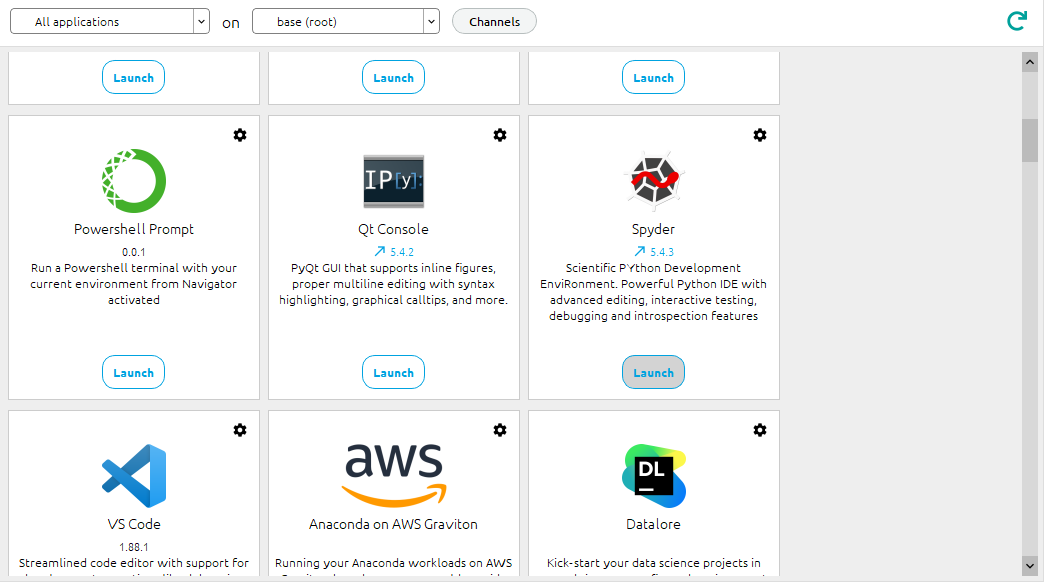 All applications on base (root) Channels
Launch Launch Launch
Powershell Prompt
0.0.1
Run a Powershell terminal with your
current environment from Navigator
activated
Launch
IP[y]:
Qt Console
5.4.2
PyQt GUI that supports inline figures,
proper multiline editing with syntax
highlighting, graphical calltips, and more.
Launch
Spyder
5.4.3
Scientific PYthon Development
EnviRonment. Powerful Python IDE with
advanced editing, interactive testing,
debugging and introspection features
Launch
VS Code
1.88.1
Streamlined code editor with support for
aws
Anaconda on AWS Graviton
Running your Anaconda workloads on AWS
DL
Datalore
Kick-start your data science projects in